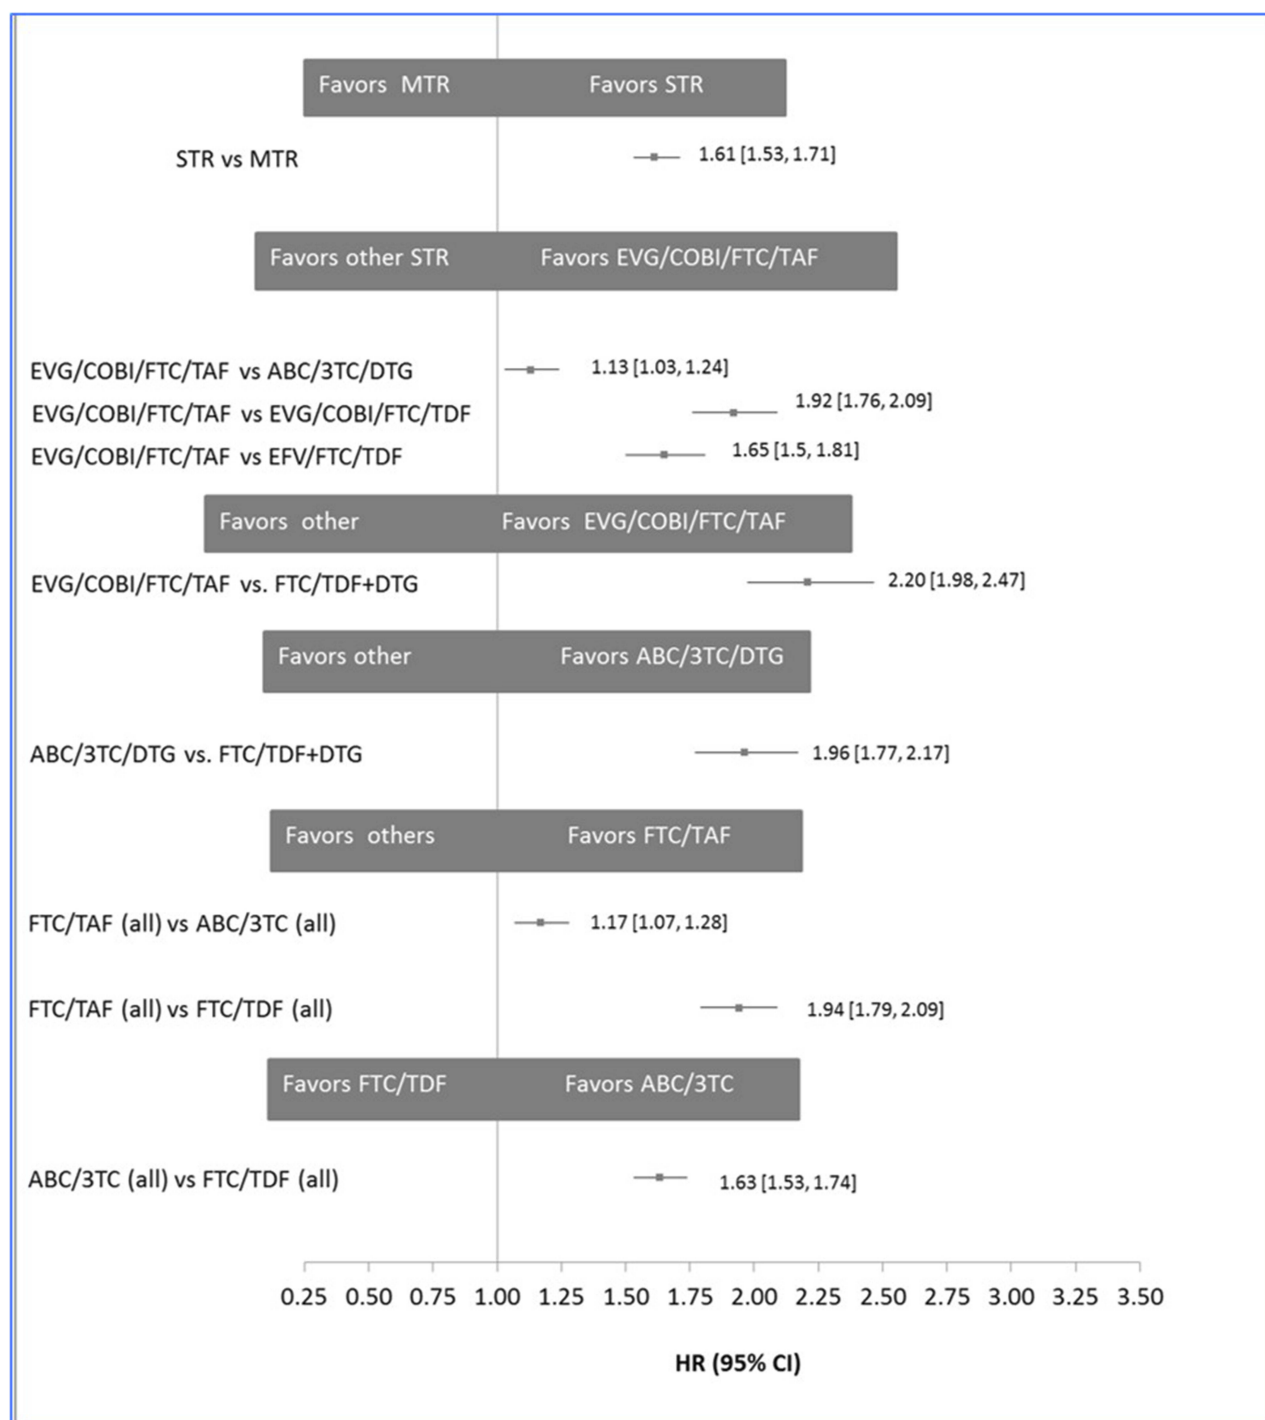 Favors MTR Favors STR
STR vs MTR 1.61 [1.53, 1.71]
Favors other STR Favors EVG/COBI/FTC/TAF
EVG/COBI/FTC/TAF vs ABC/3TC/DTG 1.13 [1.03, 1.24]
EVG/COBI/FTC/TAF vs EVG/COBI/FTC/TDF 1.92 [1.76, 2.09]
EVG/COBI/FTC/TAF vs EFV/FTC/TDF 1.65 [1.5, 1.81]
Favors other Favors EVG/COBI/FTC/TAF
EVG/COBI/FTC/TAF vs. FTC/TDF+DTG 2.20 [1.98, 2.47]
Favors other Favors ABC/3TC/DTG
ABC/3TC/DTG vs. FTC/TDF+DTG 1.96 [1.77, 2.17]
Favors others Favors FTC/TAF
FTC/TAF (all) vs ABC/3TC (all) 1.17 [1.07, 1.28]
FTC/TAF (all) vs FTC/TDF (all) 1.94 [1.79, 2.09]
Favors FTC/TDF Favors ABC/3TC
ABC/3TC (all) vs FTC/TDF (all) 1.63 [1.53, 1.74]
0.25 0.50 0.75 1.00 1.25 1.50 1.75 2.00 2.25 2.50 2.75 3.00 3.25 3.50
HR (95% CI)